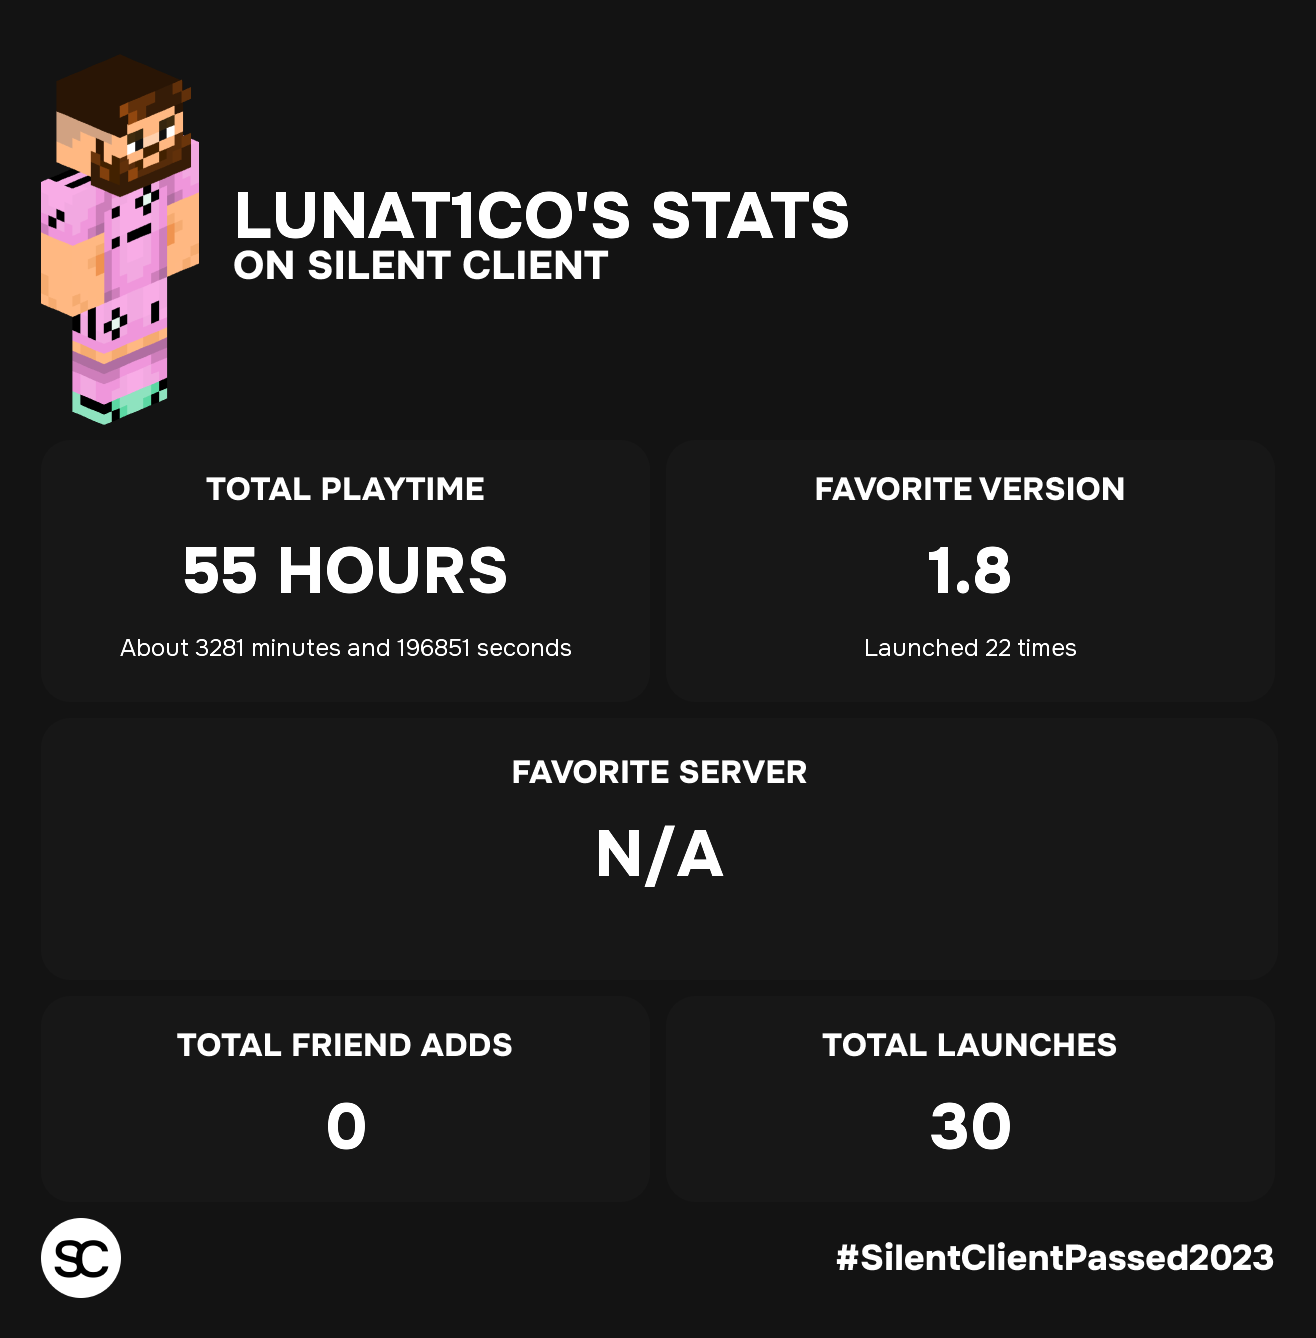 LUNAT1CO'S STATS
ON SILENT CLIENT
TOTAL PLAYTIME
55 HOURS
About 3281 minutes and 196851 seconds
FAVORITE VERSION
1.8
Launched 22 times
FAVORITE SERVER
N/A
TOTAL FRIEND ADDS
0
TOTAL LAUNCHES
30
SC
#SilentClientPassed2023